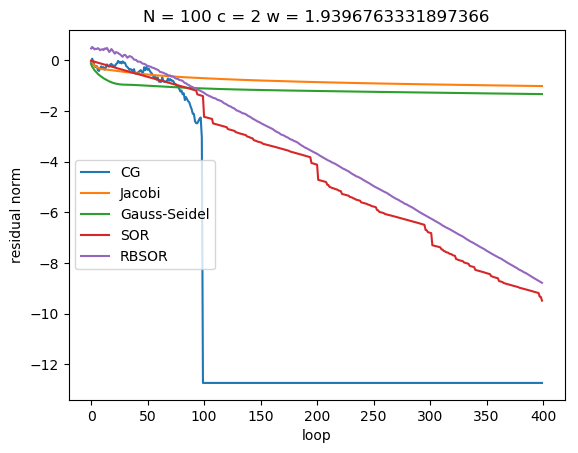 N = 100 c = 2 w = 1.9396763331897366
residual norm
0
−2
−4
−6
−8
−10
−12
CG
Jacobi
Gauss-Seidel
SOR
RBSOR
0 50 100 150 200 250 300 350 400
loop